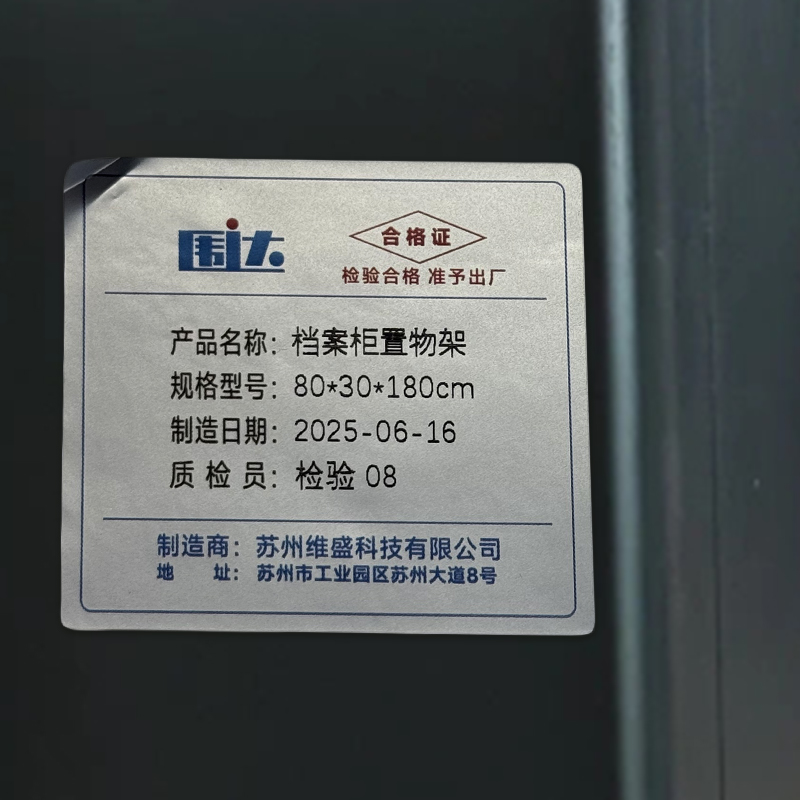 围达
合格证
检验合格 准予出厂
产品名称：档案柜置物架
规格型号：80*30*180cm
制造日期：2025-06-16
质检员：检验 08
制造商：苏州维盛科技有限公司
地 址：苏州市工业园区苏州大道8号